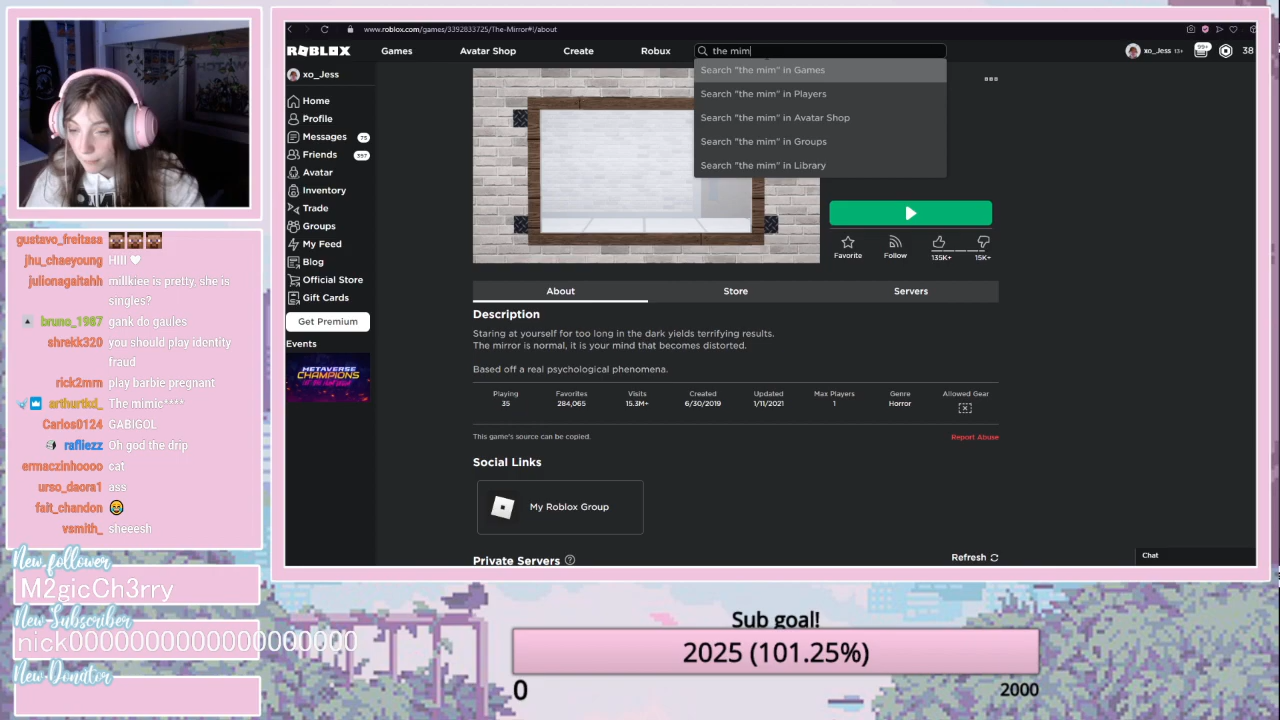 www.roblox.com/games/3392833725/The-Mirror#!/about
ROBLOX
Games
Avatar Shop
Create
Robux
the mim
xo_Jess 13+
99+
38
Search "the mim" in Games
Search "the mim" in Players
Search "the mim" in Avatar Shop
Search "the mim" in Groups
Search "the mim" in Library
xo_Jess
Home
Profile
Messages 75
Friends 397
Avatar
Inventory
Trade
Groups
My Feed
Blog
Official Store
Gift Cards
Get Premium
Events
METAVERSE
CHAMPIONS
Favorite
Follow
135K+
15K+
About
Store
Servers
Description
Staring at yourself for too long in the dark yields terrifying results.
The mirror is normal, it is your mind that becomes distorted.
Based off a real psychological phenomena.
Playing
35
Favorites
284,065
Visits
15.3M+
Created
6/30/2019
Updated
1/11/2021
Max Players
1
Genre
Horror
Allowed Gear
This game's source can be copied.
Report Abuse
Social Links
My Roblox Group
Private Servers
Refresh
Chat
gustavo_freitasa
jhu_chaeyoung HIII
julionagaitahh millkiee is pretty, she is
singles?
bruno_1987 gank do gaules
shrekk320 you should play identity
fraud
rick2mm play barbie pregnant
arthurtkd_ The mimic****
Carlos0124 GABIGOL
rafliezz Oh god the drip
ermaczinhoooo cat
urso_daora1 ass
fait_chandon
vsmith_ sheeesh
New follower
M2gicCh3rry
New Subscriber
nick0000000000000000000
New Donator
Sub goal!
2025 (101.25%)
0
2000